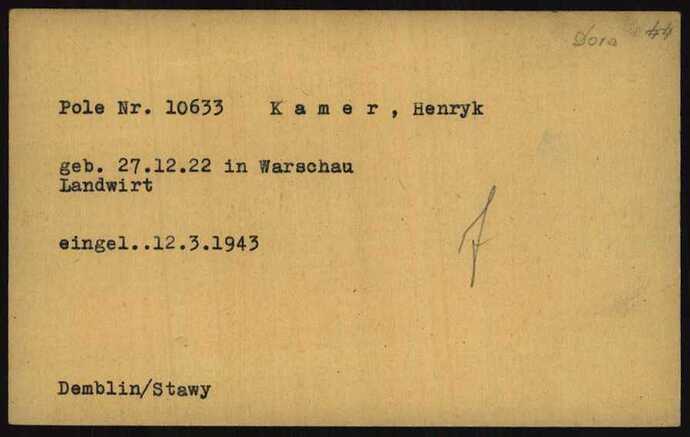 Dora 44
Pole Nr. 10633 K a m e r , Henryk
geb. 27.12.22 in Warschau
Landwirt
f
eingel..12.3.1943
Demblin/Stawy